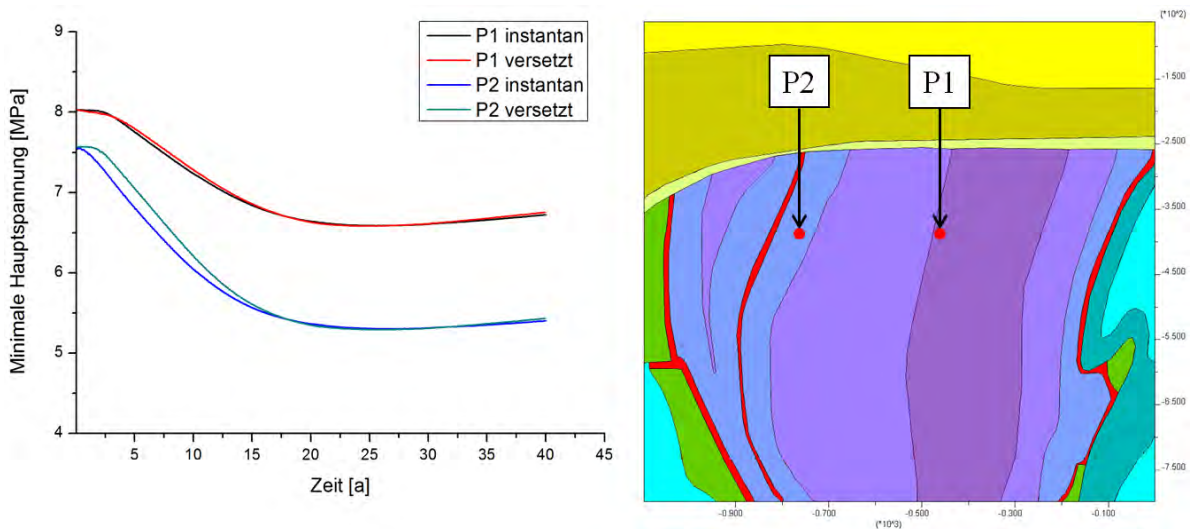 P1 instantan
P1 versetzt
P2 instantan
P2 versetzt
Minimale Hauptspannung [MPa]
9
8
7
6
5
4
5 10 15 20 25 30 35 40 45
Zeit [a]
P2 P1
(*10^2)
-1.500
-2.500
-3.500
-4.500
-5.500
-6.500
-7.500
-0.900 -0.700 -0.500 -0.300 -0.100
(*10^3)